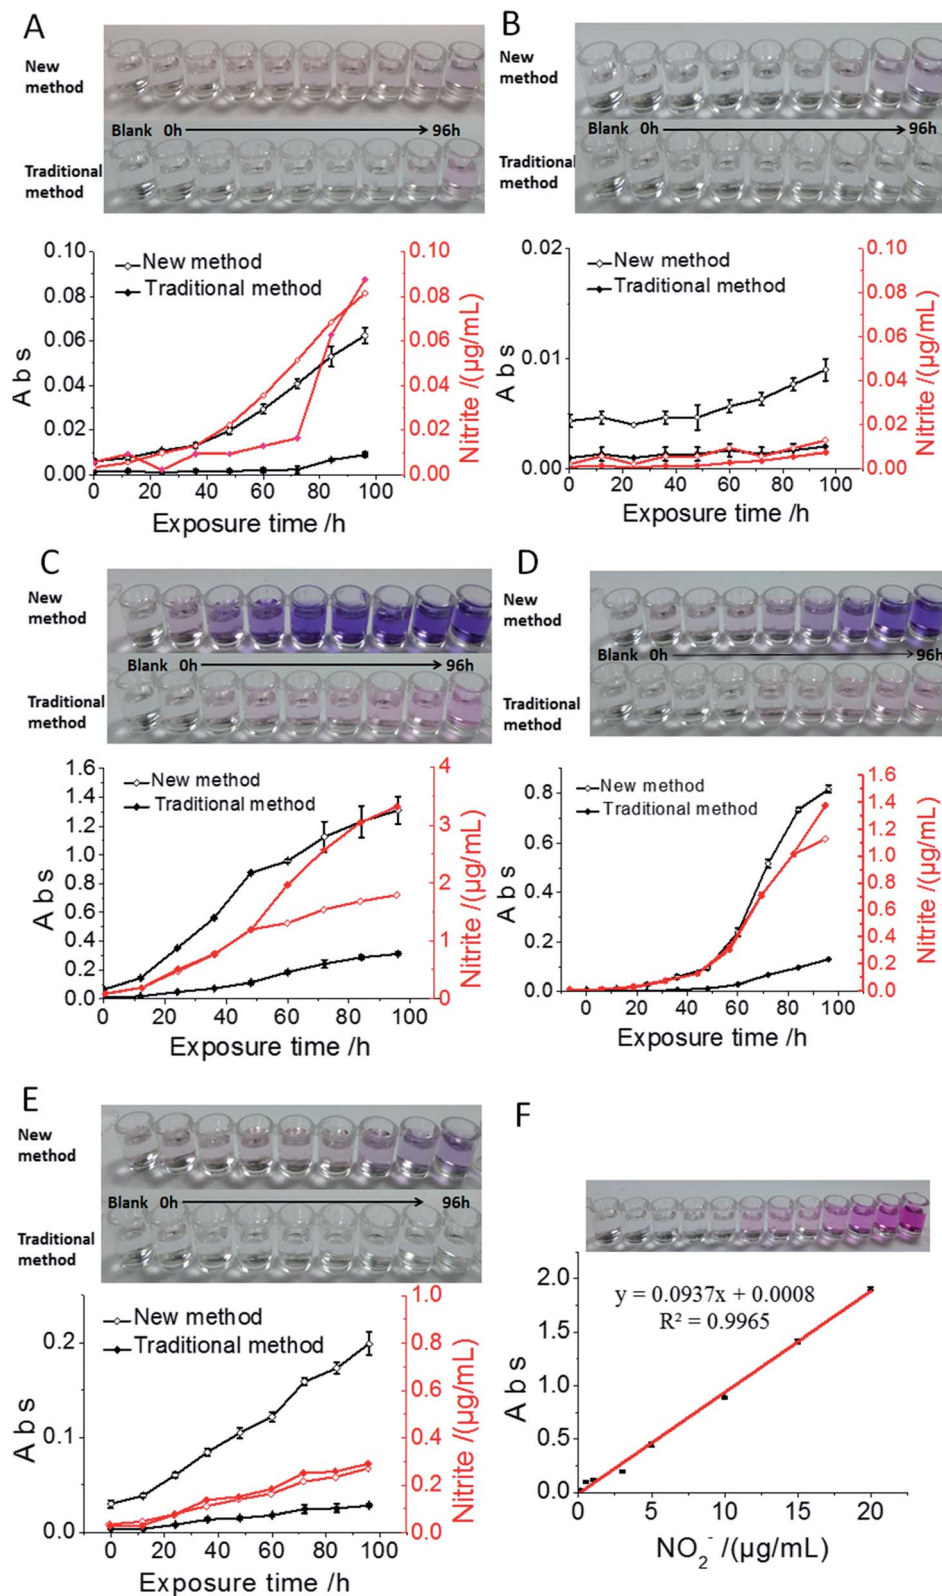 A
New
method
Blank 0h 96h
Traditional
method
0.10
0.08
0.06
0.04
0.02
0.00
Abs
New method
Traditional method
0.10
0.08
0.06
0.04
0.02
0.00
Nitrite /(µg/mL)
0 20 40 60 80 100
Exposure time /h
B
New
method
Blank 0h 96h
Traditional
method
0.02
0.01
0.00
Abs
New method
Traditional method
0.10
0.08
0.06
0.04
0.02
0.00
Nitrite /(µg/mL)
0 20 40 60 80 100
Exposure time /h
C
New
method
Blank 0h 96h
Traditional
method
1.6
1.4
1.2
1.0
0.8
0.6
0.4
0.2
0.0
Abs
New method
Traditional method
4
3
2
1
0
Nitrite /(µg/mL)
0 20 40 60 80 100
Exposure time /h
D
New
method
Blank 0h 96h
Traditional
method
0.8
0.6
0.4
0.2
0.0
Abs
New method
Traditional method
1.6
1.4
1.2
1.0
0.8
0.6
0.4
0.2
0.0
Nitrite /(µg/mL)
0 20 40 60 80 100
Exposure time /h
E
New
method
Blank 0h 96h
Traditional
method
0.2
0.1
0.0
Abs
New method
Traditional method
1.0
0.8
0.6
0.4
0.2
0.0
Nitrite /(µg/mL)
0 20 40 60 80 100
Exposure time /h
F
2.0
1.5
1.0
0.5
0.0
Abs
y = 0.0937x + 0.0008
R² = 0.9965
0 5 10 15 20
NO₂⁻ /(µg/mL)